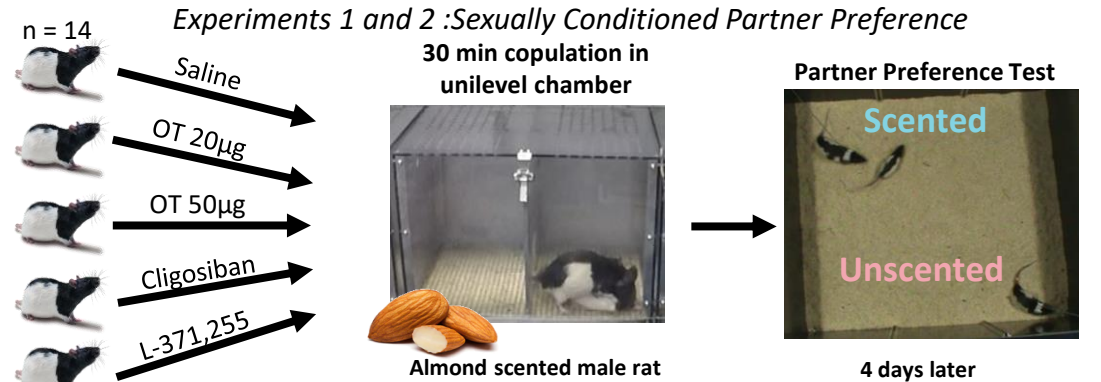 Experiments 1 and 2 :Sexually Conditioned Partner Preference
n = 14
Saline
OT 20µg
OT 50µg
Cligosiban
L-371,255
30 min copulation in
unilevel chamber
Almond scented male rat
Partner Preference Test
Scented
Unscented
4 days later